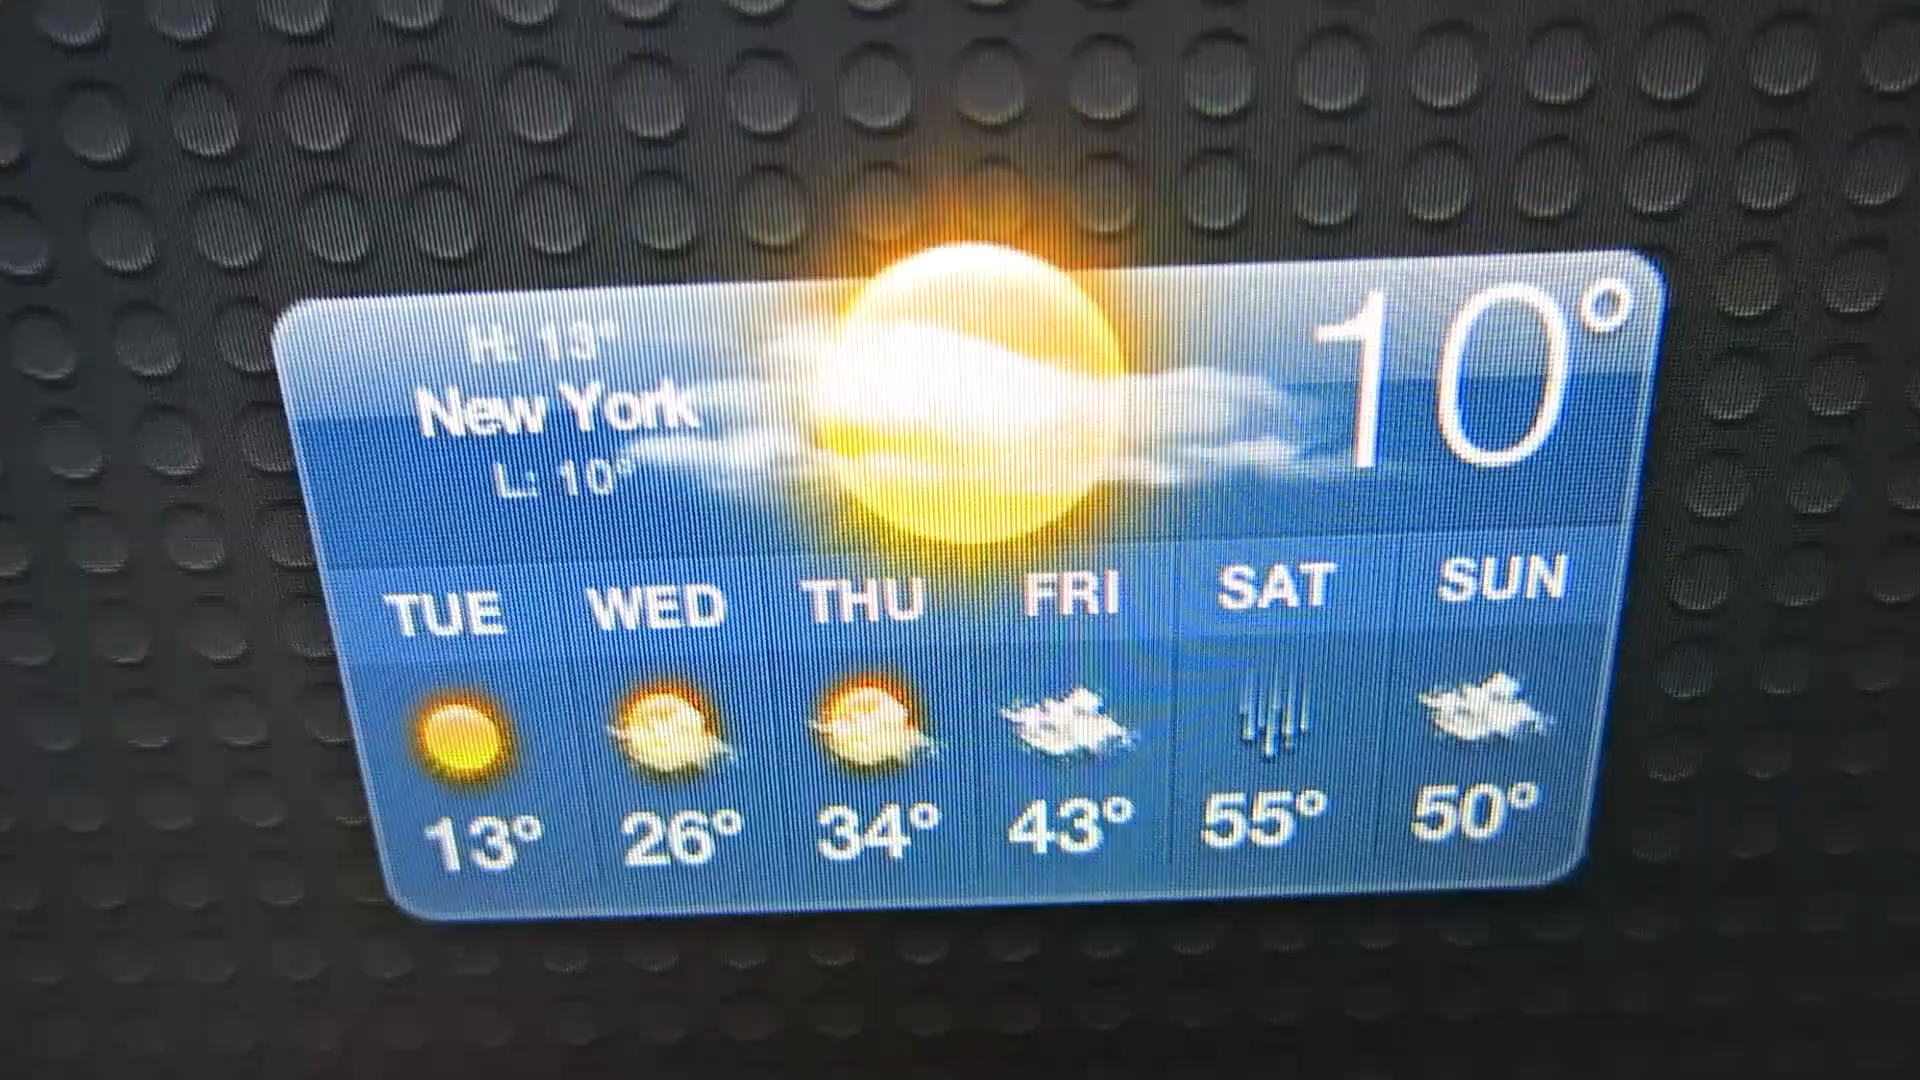 H: 13°
New York
L: 10°
10°
TUE WED THU FRI SAT SUN
13° 26° 34° 43° 55° 50°